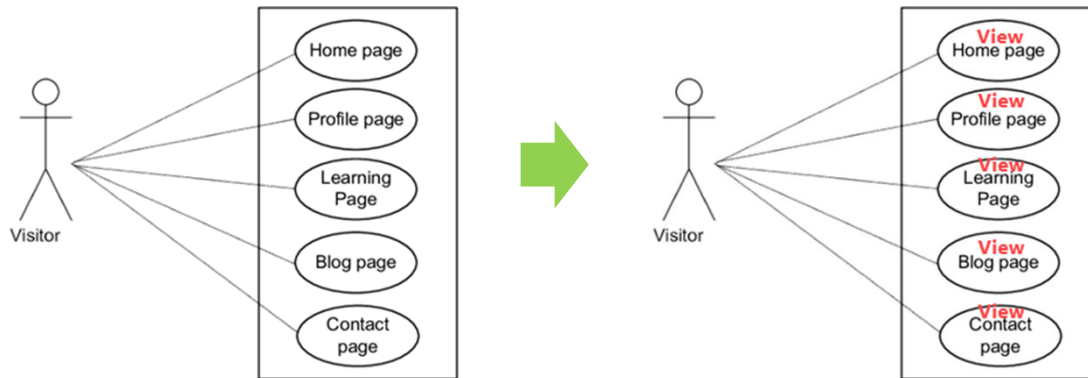 Home page
Profile page
Learning
Page
Blog page
Contact
page
Visitor
View
Home page
View
Profile page
View
Learning
Page
View
Blog page
View
Contact
page
Visitor